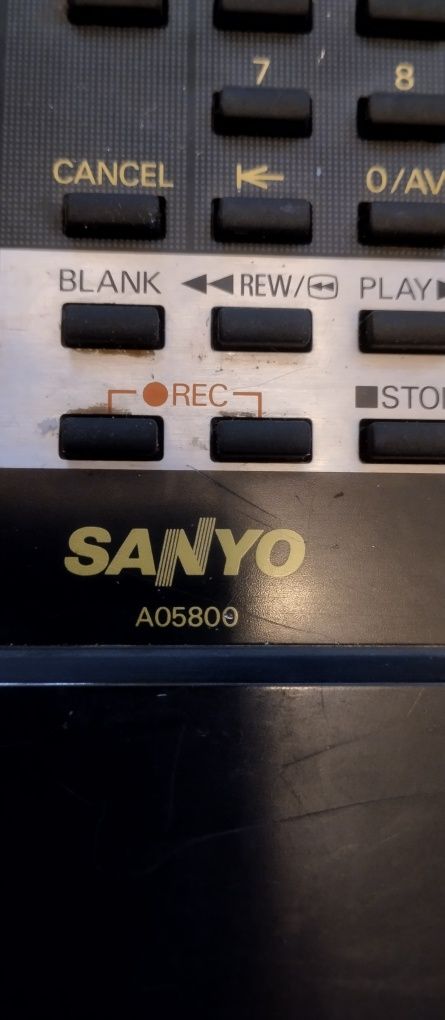 7 8
CANCEL 0/AV
BLANK ◀◀ REW/ PLAY▶
●REC ■STO
SANYO
A05800